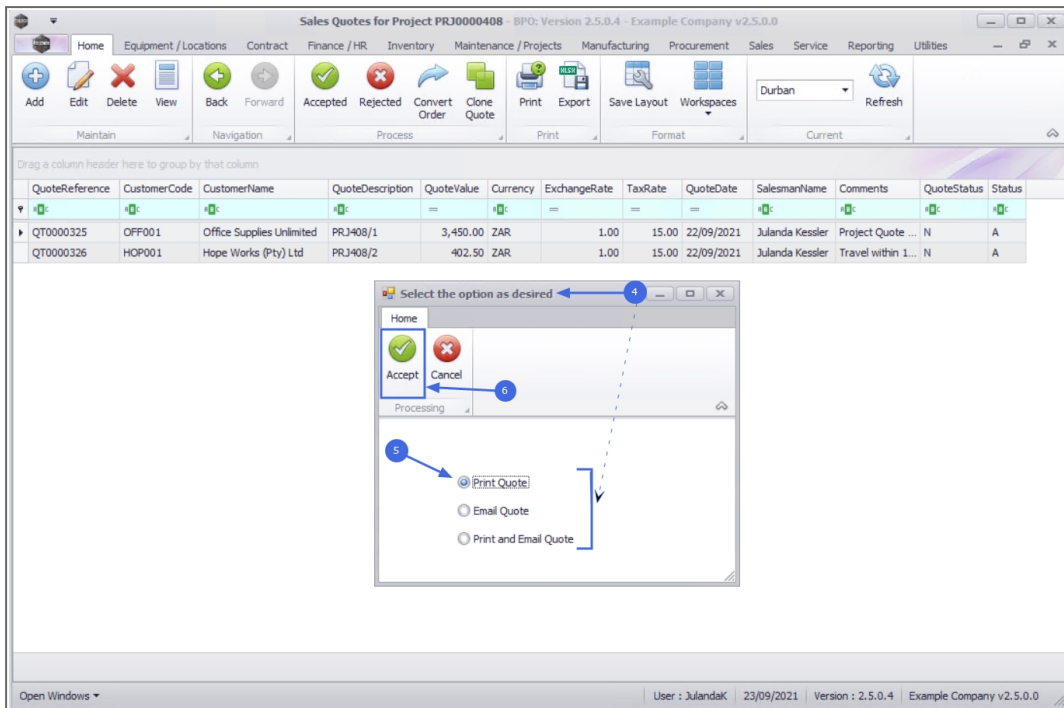 Sales Quotes for Project PRJ0000408 - BPO: Version 2.5.0.4 - Example Company v2.5.0.0
Home Equipment / Locations Contract Finance / HR Inventory Maintenance / Projects Manufacturing Procurement Sales Service Reporting Utilities
Add Edit Delete View Back Forward Accepted Rejected Convert Order Clone Quote Print Export Save Layout Workspaces Durban Refresh
Maintain Navigation Process Print Format Current
Drag a column header here to group by that column
QuoteReference CustomerCode CustomerName QuoteDescription QuoteValue Currency ExchangeRate TaxRate QuoteDate SalesmanName Comments QuoteStatus Status
QT0000325 OFF001 Office Supplies Unlimited PRJ408/1 3,450.00 ZAR 1.00 15.00 22/09/2021 Julanda Kessler Project Quote ... N A
QT0000326 HOP001 Hope Works (Pty) Ltd PRJ408/2 402.50 ZAR 1.00 15.00 22/09/2021 Julanda Kessler Travel within 1... N A
Select the option as desired 4
Home
Accept Cancel
6
Processing
5
Print Quote
Email Quote
Print and Email Quote
Open Windows User : JulandaK 23/09/2021 Version : 2.5.0.4 Example Company v2.5.0.0